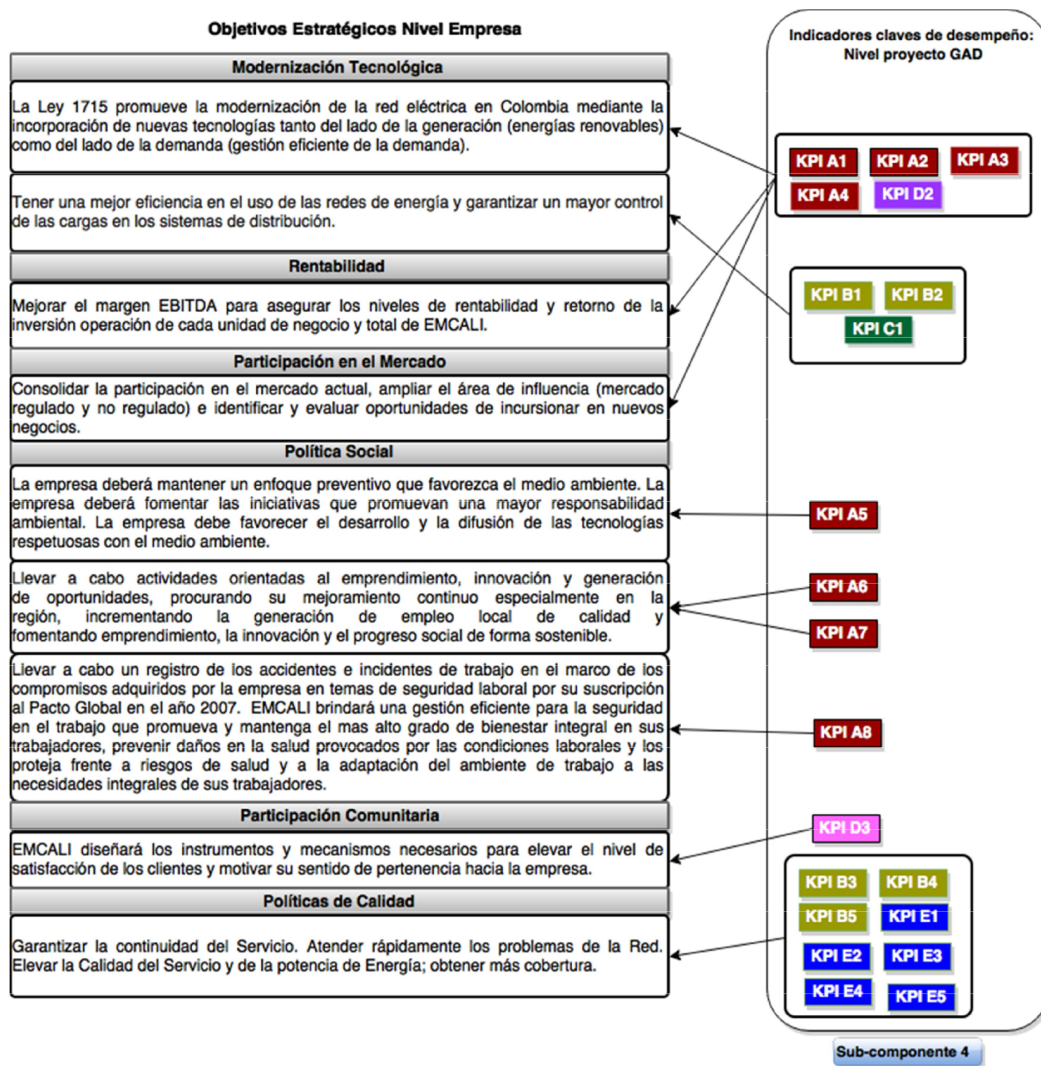 Objetivos Estratégicos Nivel Empresa
Modernización Tecnológica
La Ley 1715 promueve la modernización de la red eléctrica en Colombia mediante la
incorporación de nuevas tecnologías tanto del lado de la generación (energías renovables)
como del lado de la demanda (gestión eficiente de la demanda).
Tener una mejor eficiencia en el uso de las redes de energía y garantizar un mayor control
de las cargas en los sistemas de distribución.
Rentabilidad
Mejorar el margen EBITDA para asegurar los niveles de rentabilidad y retorno de la
inversión operación de cada unidad de negocio y total de EMCALI.
Participación en el Mercado
Consolidar la participación en el mercado actual, ampliar el área de influencia (mercado
regulado y no regulado) e identificar y evaluar oportunidades de incursionar en nuevos
negocios.
Política Social
La empresa deberá mantener un enfoque preventivo que favorezca el medio ambiente. La
empresa deberá fomentar las iniciativas que promuevan una mayor responsabilidad
ambiental. La empresa debe favorecer el desarrollo y la difusión de las tecnologías
respetuosas con el medio ambiente.
Llevar a cabo actividades orientadas al emprendimiento, innovación y generación
de oportunidades, procurando su mejoramiento continuo especialmente en la
región, incrementando la generación de empleo local de calidad y
fomentando emprendimiento, la innovación y el progreso social de forma sostenible.
Llevar a cabo un registro de los accidentes e incidentes de trabajo en el marco de los
compromisos adquiridos por la empresa en temas de seguridad laboral por su suscripción
al Pacto Global en el año 2007. EMCALI brindará una gestión eficiente para la seguridad
en el trabajo que promueva y mantenga el mas alto grado de bienestar integral en sus
trabajadores, prevenir daños en la salud provocados por las condiciones laborales y los
proteja frente a riesgos de salud y a la adaptación del ambiente de trabajo a las
necesidades integrales de sus trabajadores.
Participación Comunitaria
EMCALI diseñará los instrumentos y mecanismos necesarios para elevar el nivel de
satisfacción de los clientes y motivar su sentido de pertenencia hacia la empresa.
Políticas de Calidad
Garantizar la continuidad del Servicio. Atender rápidamente los problemas de la Red.
Elevar la Calidad del Servicio y de la potencia de Energía; obtener más cobertura.
Indicadores claves de desempeño:
Nivel proyecto GAD
KPI A1 KPI A2 KPI A3
KPI A4 KPI D2
KPI B1 KPI B2
KPI C1
KPI A5
KPI A6
KPI A7
KPI A8
KPI D3
KPI B3 KPI B4
KPI B5 KPI E1
KPI E2 KPI E3
KPI E4 KPI E5
Sub-componente 4